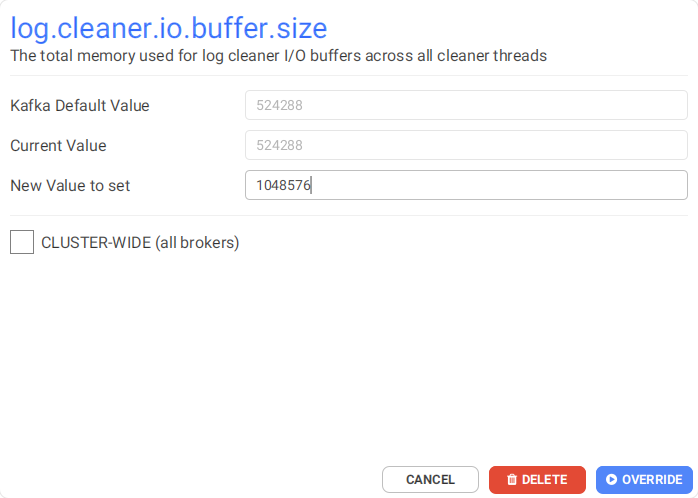 log.cleaner.io.buffer.size
The total memory used for log cleaner I/O buffers across all cleaner threads
Kafka Default Value 524288
Current Value 524288
New Value to set 1048576
CLUSTER-WIDE (all brokers)
CANCEL DELETE OVERRIDE